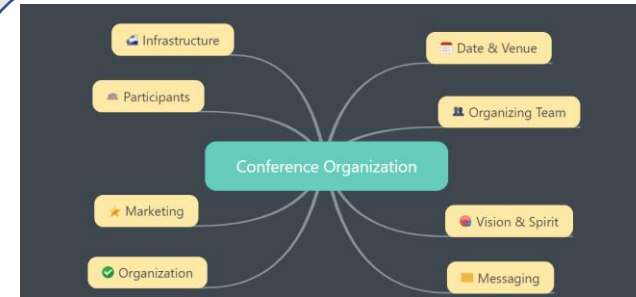 Infrastructure
Date & Venue
Participants
Organizing Team
Conference Organization
Marketing
Vision & Spirit
Organization
Messaging